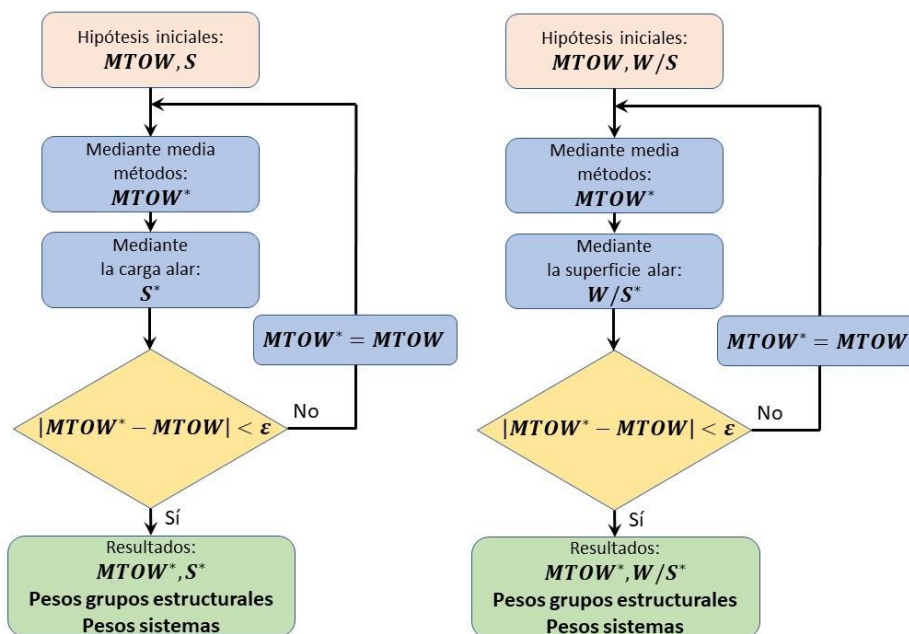 Hipótesis iniciales:
MTOW, S
Mediante media
métodos:
MTOW*
Mediante
la carga alar:
S*
MTOW* = MTOW
|MTOW* − MTOW| < ε
No
Sí
Resultados:
MTOW*, S*
Pesos grupos estructurales
Pesos sistemas
Hipótesis iniciales:
MTOW, W/S
Mediante media
métodos:
MTOW*
Mediante
la superficie alar:
W/S*
MTOW* = MTOW
|MTOW* − MTOW| < ε
No
Sí
Resultados:
MTOW*, W/S*
Pesos grupos estructurales
Pesos sistemas